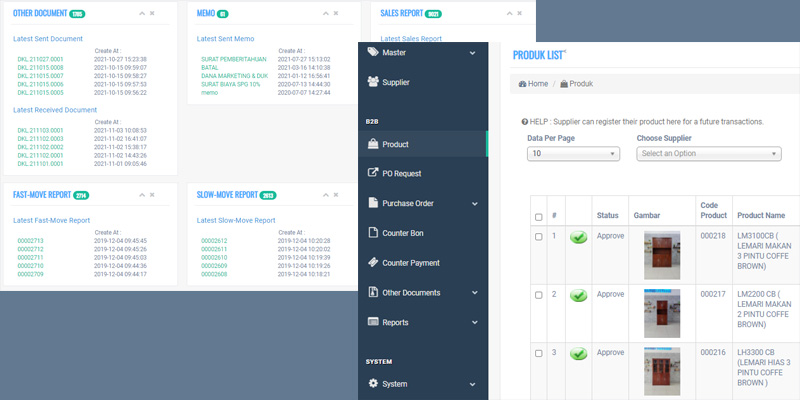 OTHER DOCUMENT 1765
Latest Sent Document
Create At :
DKL.211027.0001 2021-10-27 15:23:38
DKL.211015.0008 2021-10-15 09:59:07
DKL.211015.0007 2021-10-15 09:58:27
DKL.211015.0006 2021-10-15 09:57:53
DKL.211015.0005 2021-10-15 09:56:22
Latest Received Document
Create At :
DKL.211103.0001 2021-11-03 10:08:53
DKL.211102.0003 2021-11-02 16:41:07
DKL.211102.0002 2021-11-02 15:38:17
DKL.211102.0001 2021-11-02 14:43:26
DKL.211101.0001 2021-11-01 09:05:46
MEMO 61
Latest Sent Memo
Create At :
SURAT PEMBERITAHUAN 2021-07-27 15:13:02
BATAL 2021-03-16 14:10:38
DANA MARKETING & DUK 2021-01-12 16:56:41
SURAT BIAYA SPG 10% 2020-07-13 14:44:30
memo 2020-07-07 14:27:44
SALES REPORT 9021
Latest Sales Report
FAST-MOVE REPORT 2714
Latest Fast-Move Report
Create At :
00002713 2019-12-04 09:45:45
00002712 2019-12-04 09:45:26
00002711 2019-12-04 09:45:03
00002710 2019-12-04 09:44:36
00002709 2019-12-04 09:44:17
SLOW-MOVE REPORT 2613
Latest Slow-Move Report
Create At :
00002612 2019-12-04 10:20:28
00002611 2019-12-04 10:20:02
00002610 2019-12-04 10:19:39
00002609 2019-12-04 10:19:26
00002608 2019-12-04 10:18:21
Master
Supplier
B2B
Product
PO Request
Purchase Order
Counter Bon
Counter Payment
Other Documents
Reports
SYSTEM
System
PRODUK LIST
Home / Produk
HELP : Supplier can register their product here for a future transactions.
Data Per Page
10
Choose Supplier
Select an Option
# Status Gambar Code Product Product Name
1 Approve 000218 LM3100CB (
LEMARI MAKAN
3 PINTU COFFE
BROWN)
2 Approve 000217 LM2200 CB (
LEMARI MAKAN
2 PINTU COFFE
BROWN)
3 Approve 000216 LH3300 CB
(LEMARI HIAS 3
PINTU COFFE
BROWN )